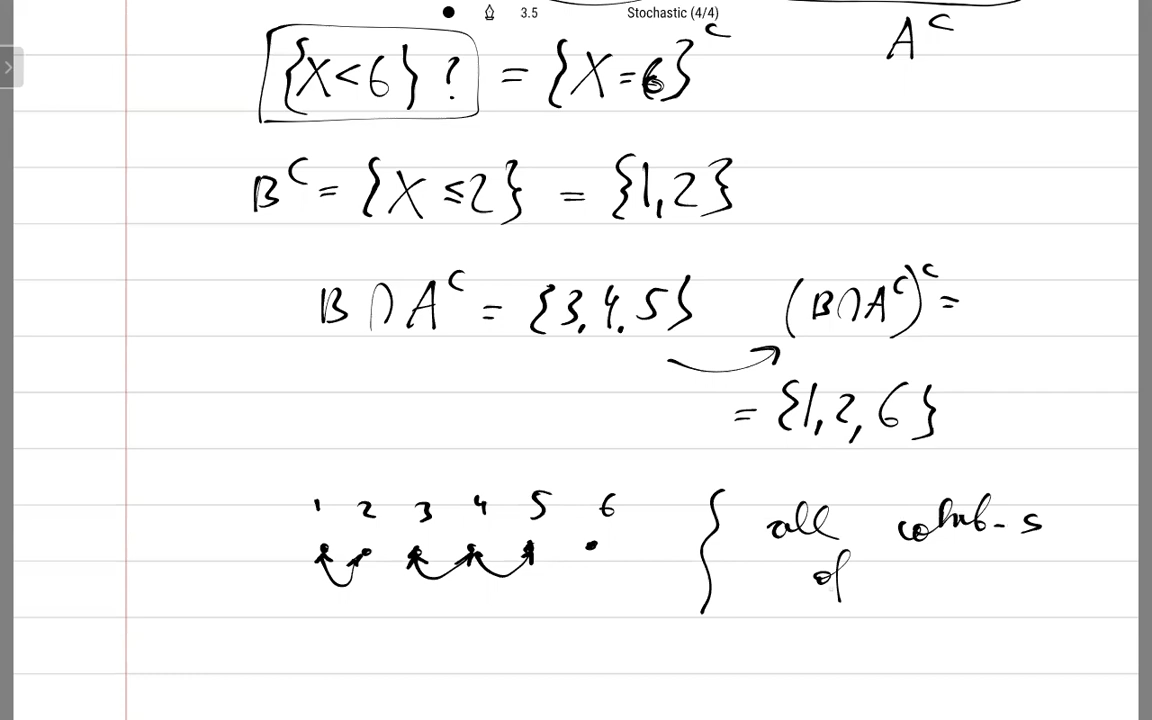 3.5 Stochastic (4/4)
{X<6}? = {X=6}^c A^c
B^c = {X≤2} = {1,2}
B∩A^c = {3,4,5} (B∩A^c)^c =
= {1,2,6}
1 2 3 4 5 6
{ all comb-s
of